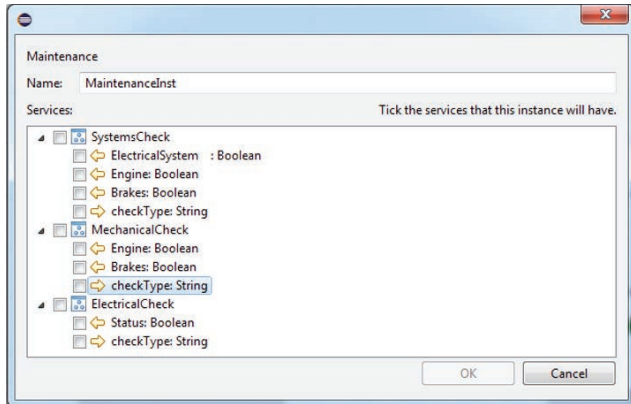 Maintenance
Name: MaintenanceInst
Services: Tick the services that this instance will have.
SystemsCheck
ElectricalSystem : Boolean
Engine: Boolean
Brakes: Boolean
checkType: String
MechanicalCheck
Engine: Boolean
Brakes: Boolean
checkType: String
ElectricalCheck
Status: Boolean
checkType: String
OK Cancel